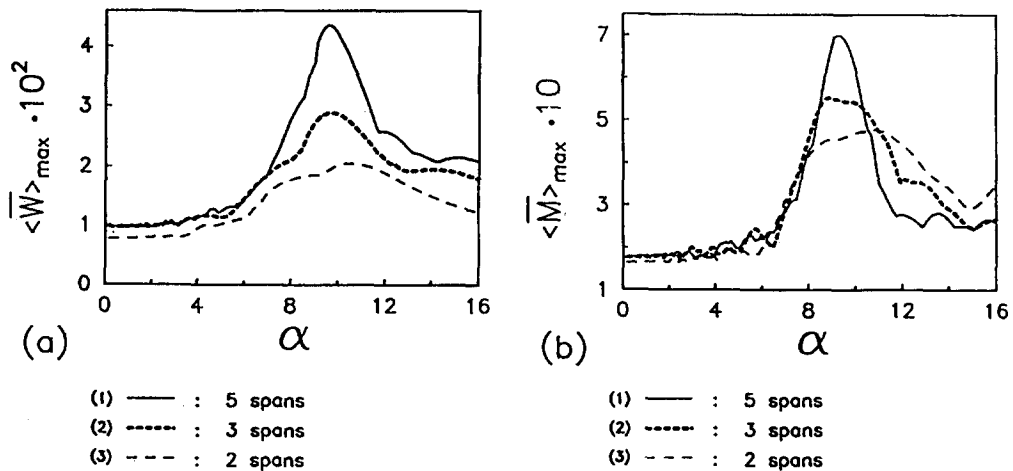 <W̅>max · 10²
4
3
2
1
0
0 4 8 12 16
α
(a)
<M̅>max · 10
7
5
3
1
0 4 8 12 16
α
(b)
(1) : 5 spans
(2) : 3 spans
(3) : 2 spans
(1) : 5 spans
(2) : 3 spans
(3) : 2 spans